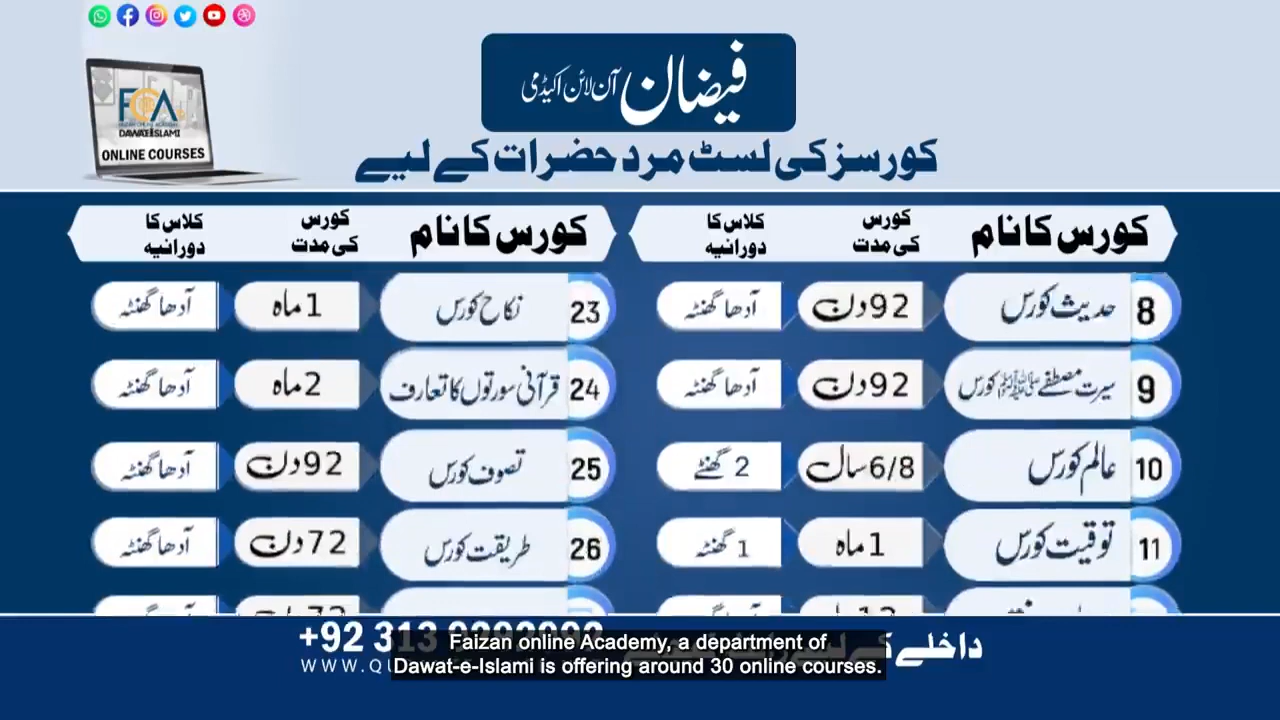 FOA
DAWAT-E-ISLAMI
ONLINE COURSES
فیضان آن لائن اکیڈمی
کورسز کی لسٹ مرد حضرات کے لیے
کورس کا نام کورس کی مدت کلاس کا دورانیہ
8 حدیث کورس 92 دن آدھا گھنٹہ
9 سیرت مصطفے ﷺ کورس 92 دن آدھا گھنٹہ
10 عالم کورس 6/8 سال 2 گھنٹے
11 توقیت کورس 1 ماہ 1 گھنٹہ
کورس کا نام کورس کی مدت کلاس کا دورانیہ
23 نکاح کورس 1 ماہ آدھا گھنٹہ
24 قرآنی سورتوں کا تعارف 2 ماہ آدھا گھنٹہ
25 تصوف کورس 92 دن آدھا گھنٹہ
26 طریقت کورس 72 دن آدھا گھنٹہ
داخلے کے لیے
+92 313
WWW.QU
Faizan online Academy, a department of
Dawat-e-Islami is offering around 30 online courses.